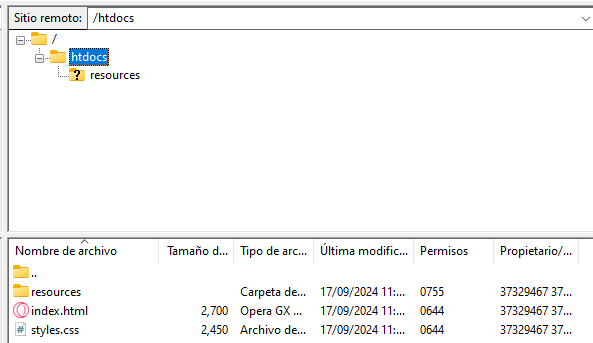 Sitio remoto: /htdocs
/
htdocs
resources
Nombre de archivo Tamaño d... Tipo de arc... Última modific... Permisos Propietario/...
..
resources Carpeta de... 17/09/2024 11:... 0755 37329467 37...
index.html 2,700 Opera GX ... 17/09/2024 11:... 0644 37329467 37...
styles.css 2,450 Archivo de... 17/09/2024 11:... 0644 37329467 37...